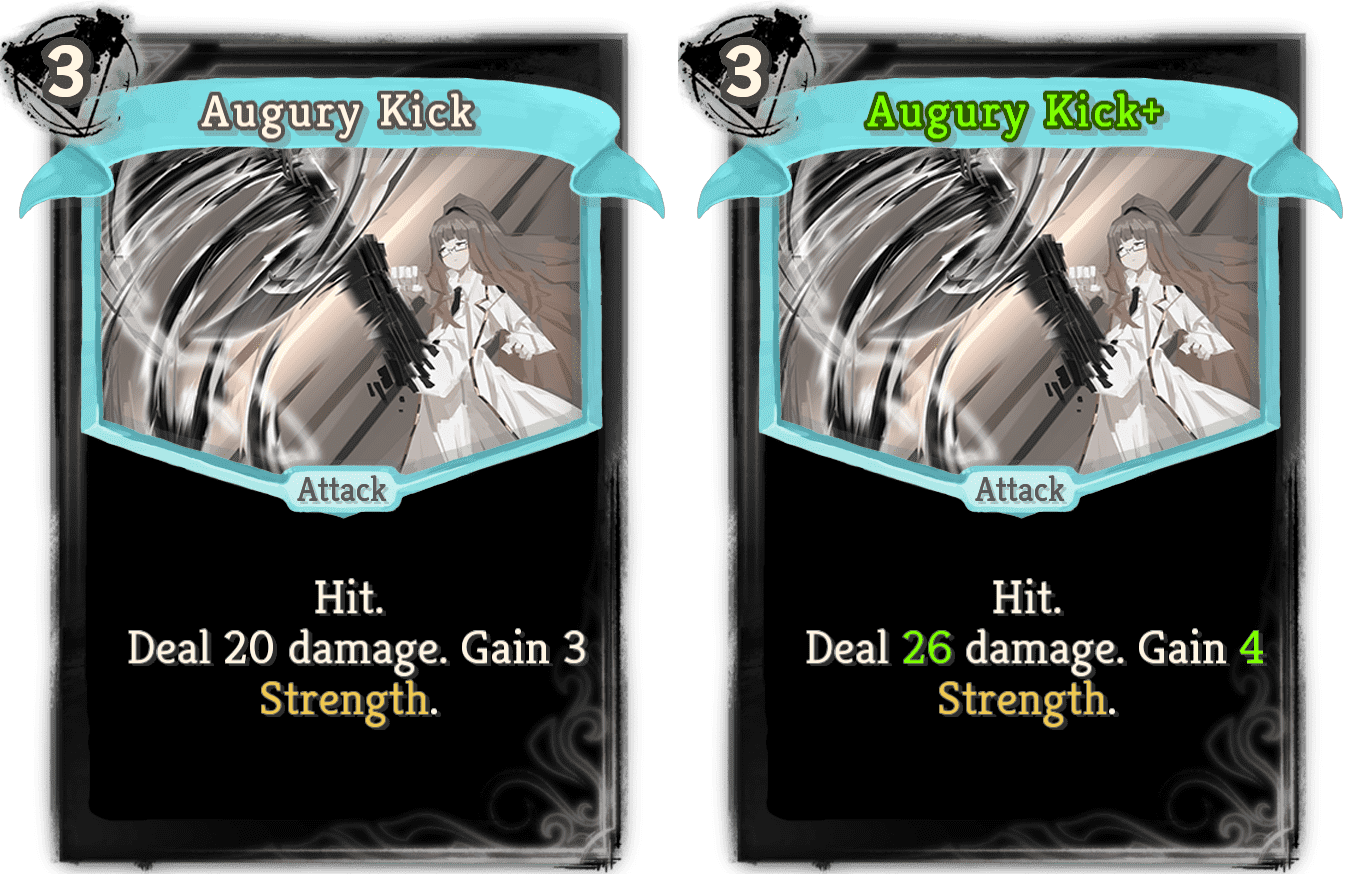 3
Augury Kick
Attack
Hit.
Deal 20 damage. Gain 3
Strength.
3
Augury Kick+
Attack
Hit.
Deal 26 damage. Gain 4
Strength.